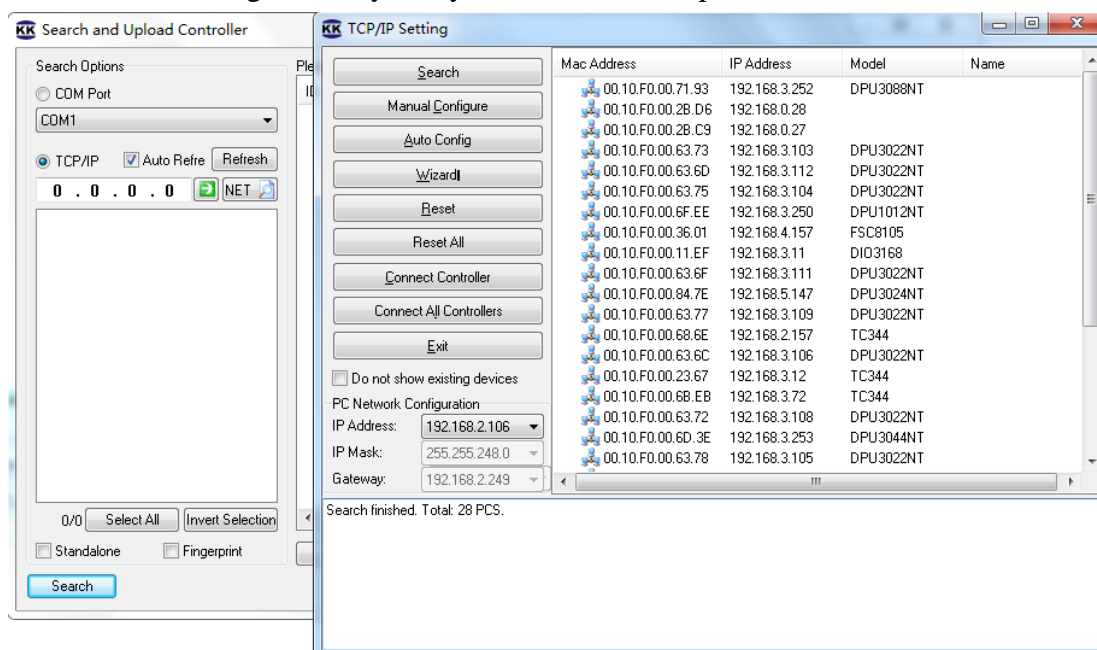 KK Search and Upload Controller
Search Options
COM Port
COM1
TCP/IP Auto Refre Refresh
0 . 0 . 0 . 0 NET
0/0 Select All Invert Selection
Standalone Fingerprint
Search
KK TCP/IP Setting
Search
Manual Configure
Auto Config
Wizard
Reset
Reset All
Connect Controller
Connect All Controllers
Exit
Do not show existing devices
PC Network Configuration
IP Address: 192.168.2.106
IP Mask: 255.255.248.0
Gateway: 192.168.2.249
Mac Address IP Address Model Name
00.10.F0.00.71.93 192.168.3.252 DPU3088NT
00.10.F0.00.2B.D6 192.168.0.28
00.10.F0.00.2B.C9 192.168.0.27
00.10.F0.00.63.73 192.168.3.103 DPU3022NT
00.10.F0.00.63.6D 192.168.3.112 DPU3022NT
00.10.F0.00.63.75 192.168.3.104 DPU3022NT
00.10.F0.00.6F.EE 192.168.3.250 DPU1012NT
00.10.F0.00.36.01 192.168.4.157 FSC8105
00.10.F0.00.11.EF 192.168.3.11 DIO3168
00.10.F0.00.63.6F 192.168.3.111 DPU3022NT
00.10.F0.00.84.7E 192.168.5.147 DPU3024NT
00.10.F0.00.63.77 192.168.3.109 DPU3022NT
00.10.F0.00.68.6E 192.168.2.157 TC344
00.10.F0.00.63.6C 192.168.3.106 DPU3022NT
00.10.F0.00.23.67 192.168.3.12 TC344
00.10.F0.00.6B.EB 192.168.3.72 TC344
00.10.F0.00.63.72 192.168.3.108 DPU3022NT
00.10.F0.00.6D.3E 192.168.3.253 DPU3044NT
00.10.F0.00.63.78 192.168.3.105 DPU3022NT
Search finished. Total: 28 PCS.